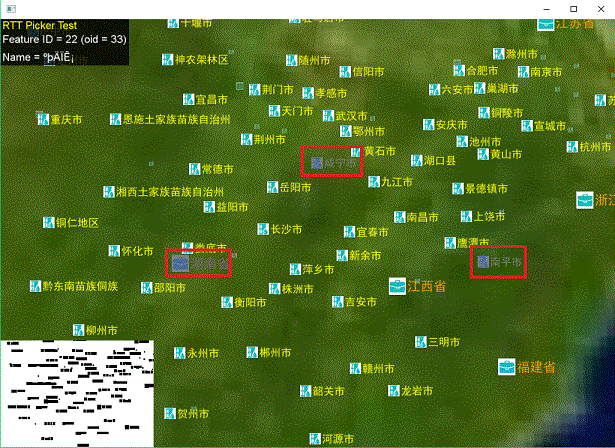 RTT Picker Test
Feature ID = 22 (oid = 33)
Name = ºþÄÏÊ¡
十堰市
江苏省
神农架林区
随州市
信阳市
滁州市
合肥市
南京市
荆门市
孝感市
六安市
巢湖市
宜昌市
天门市
武汉市
铜陵市
重庆市
恩施土家族苗族自治州
鄂州市
安庆市
宣城市
荆州市
池州市
杭州市
黄石市
黄山市
咸宁市
湖口县
常德市
九江市
岳阳市
景德镇市
湘西土家族苗族自治州
益阳市
浙江
铜仁地区
南昌市
上饶市
长沙市
宜春市
怀化市
娄底市
鹰潭市
新余市
湖南省
南平市
萍乡市
黔东南苗族侗族
邵阳市
株洲市
江西省
衡阳市
吉安市
柳州市
三明市
永州市
郴州市
赣州市
福建省
韶关市
龙岩市
贺州市
河源市